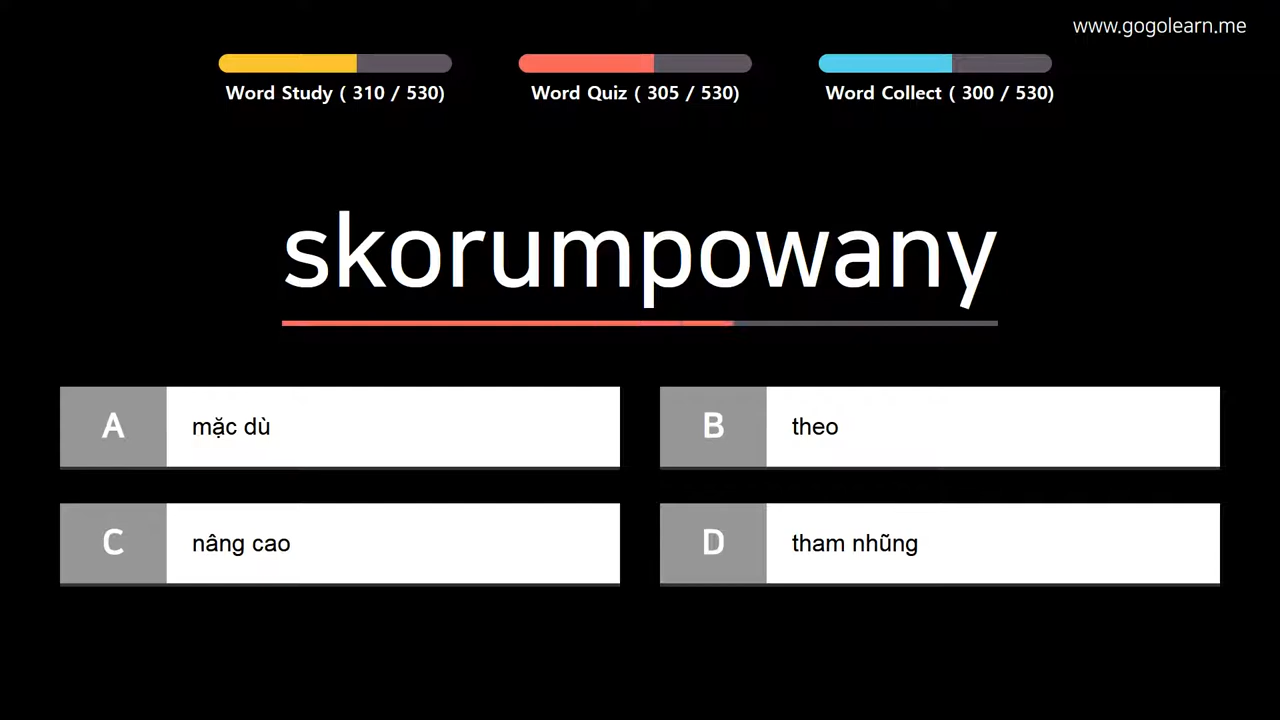 www.gogolearn.me
Word Study ( 310 / 530)
Word Quiz ( 305 / 530)
Word Collect ( 300 / 530)
skorumpowany
A mặc dù
B theo
C nâng cao
D tham nhũng